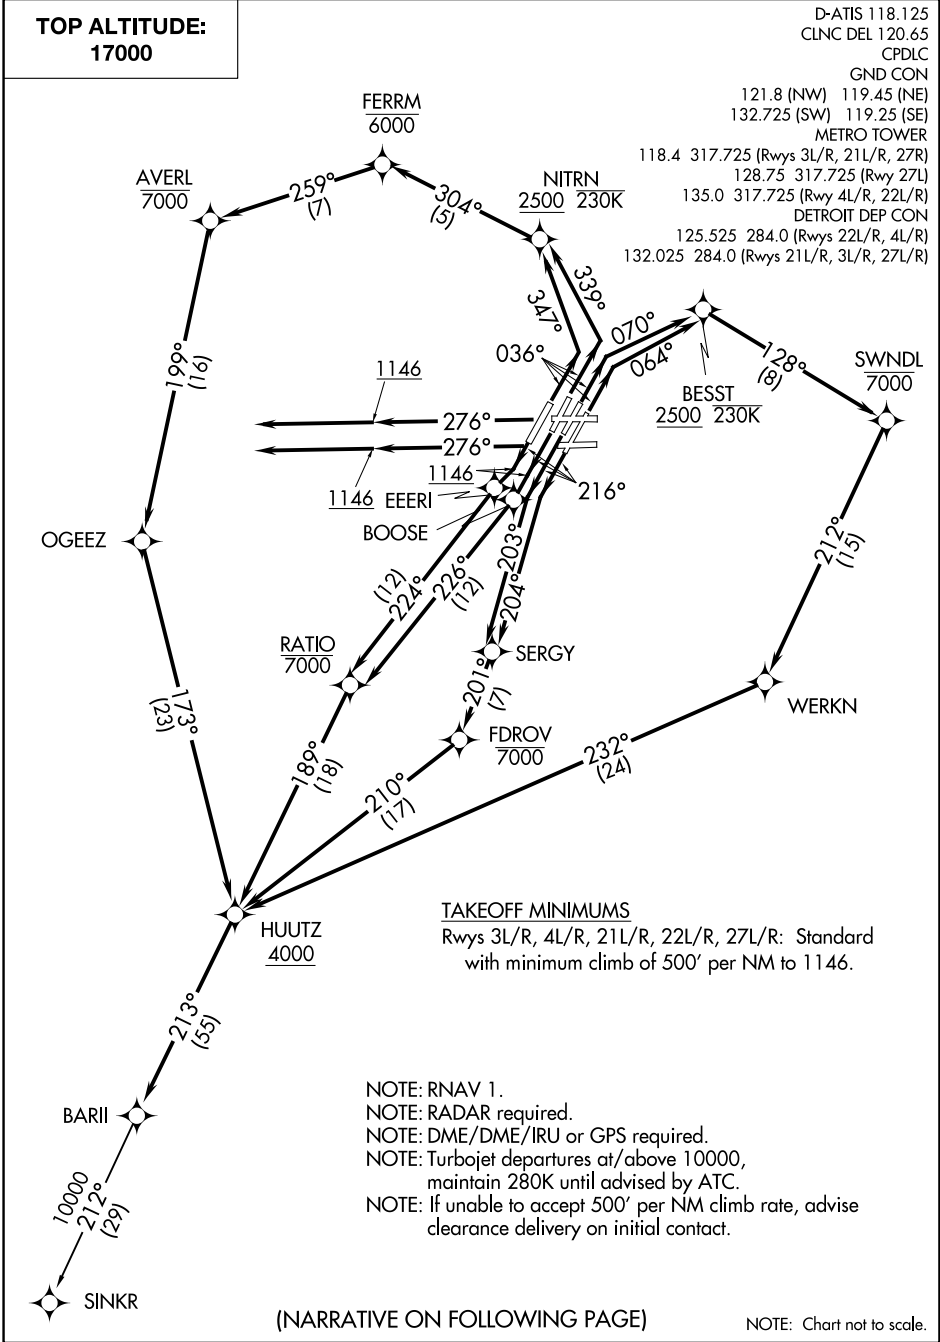 TOP ALTITUDE:
17000
D-ATIS 118.125
CLNC DEL 120.65
CPDLC
GND CON
121.8 (NW) 119.45 (NE)
132.725 (SW) 119.25 (SE)
METRO TOWER
118.4 317.725 (Rwys 3L/R, 21L/R, 27R)
128.75 317.725 (Rwy 27L)
135.0 317.725 (Rwy 4L/R, 22L/R)
DETROIT DEP CON
125.525 284.0 (Rwys 22L/R, 4L/R)
132.025 284.0 (Rwys 21L/R, 3L/R, 27L/R)
FERRM
6000
AVERL
7000
259°
(7)
304°
(5)
NITRN
2500 230K
339°
347°
070°
064°
036°
BESST
2500 230K
128°
(8)
SWNDL
7000
199°
(16)
1146
276°
276°
1146
1146
EEERI
BOOSE
216°
OGEEZ
203°
204°
212°
(15)
(12)
224°
226°
(12)
RATIO
7000
SERGY
201°
(7)
WERKN
173°
(23)
FDROV
7000
189°
(18)
210°
(17)
232°
(24)
HUUTZ
4000
TAKEOFF MINIMUMS
Rwys 3L/R, 4L/R, 21L/R, 22L/R, 27L/R: Standard
with minimum climb of 500' per NM to 1146.
213°
(55)
BARII
NOTE: RNAV 1.
NOTE: RADAR required.
NOTE: DME/DME/IRU or GPS required.
NOTE: Turbojet departures at/above 10000,
maintain 280K until advised by ATC.
NOTE: If unable to accept 500' per NM climb rate, advise
clearance delivery on initial contact.
10000
212°
(29)
SINKR
(NARRATIVE ON FOLLOWING PAGE)
NOTE: Chart not to scale.